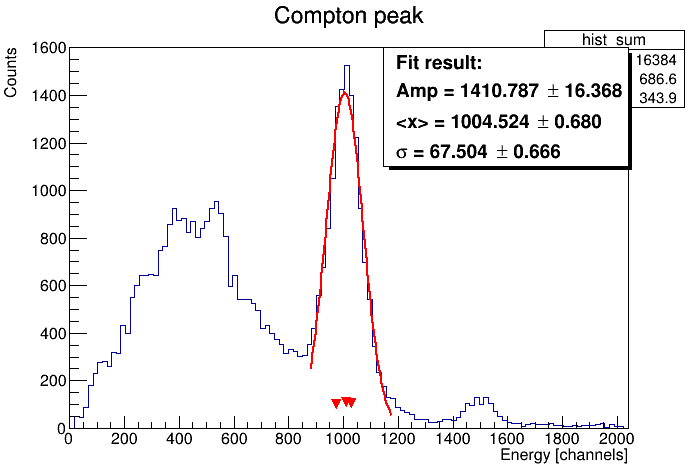 Compton peak
hist_sum
16384
686.6
343.9
Fit result:
Amp = 1410.787 ± 16.368
<x> = 1004.524 ± 0.680
σ = 67.504 ± 0.666
Counts
1600
1400
1200
1000
800
600
400
200
0
0 200 400 600 800 1000 1200 1400 1600 1800 2000
Energy [channels]